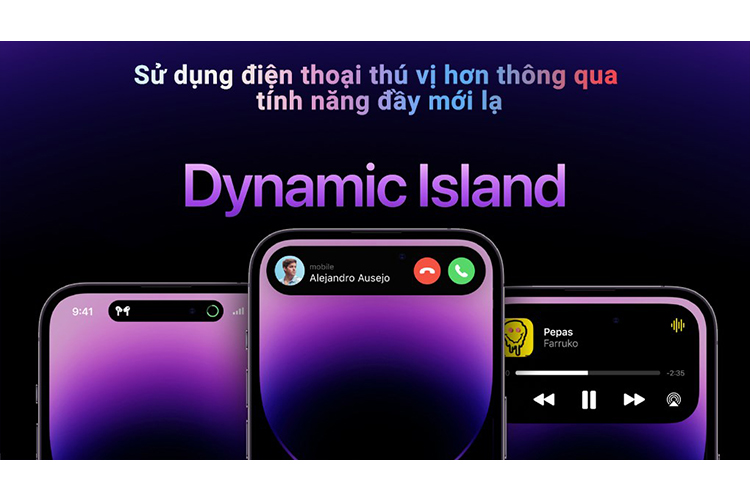 Sử dụng điện thoại thú vị hơn thông qua
tính năng đầy mới lạ
Dynamic Island
9:41
mobile
Alejandro Ausejo
Pepas
Farruko
-2:35